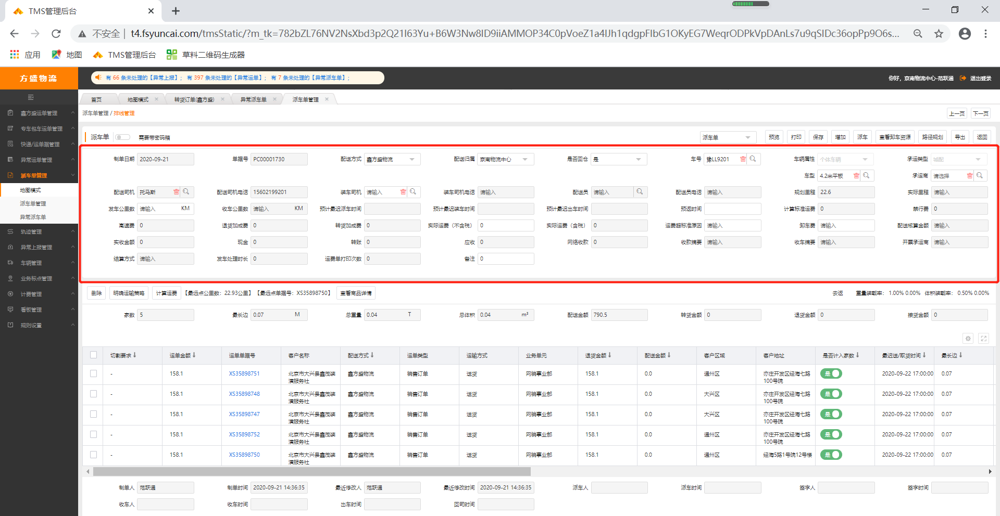 TMS管理后台
不安全 t4.fsyuncai.com/tmsStatic/?m_tk=782bZL76NV2NsXbd3p2Q21I63Yu+B6W3Nw8ID9iiAMMOP34C0pVoeZ1a4IJh1qdgpFIbG1OKyEG7WeqrODPkVpDAnLs7u9qSIDc36opPp9O6s...
应用 地图 TMS管理后台 草料二维码生成器
方盛物流
有 66 条未处理的【异常上报】; 有 397 条未处理的【异常运单】; 有 7 条未处理的【异常派车单】;
你好, 京南物流中心-范跃通 退出登录
首页 地图模式 转货订单(鑫方盛) 异常派车单 派车单管理
派车单管理 / 排线管理
上一页 下一页
鑫方盛运单管理
专车包车运单管理
快递/运单据管理
异常运单管理
派车单管理
地图模式
派车单管理
异常派车单
轨迹管理
异常上报管理
车辆管理
业务标点管理
计费管理
看板管理
规则设置
派车单 需要带密码箱
派车单 预览 打印 保存 增加 派车 查看卸车资源 路径规划 导出 返回
制单日期 2020-09-21 单据号 PC00001730 配送方式 鑫方盛物流 配送归属 京南物流中心 是否回仓 是 车号 豫LL9201 车辆属性 个体车辆 承运类型 城配
车型 4.2米平板 承运商 请选择
配送司机 托马斯 配送司机电话 15602199201 装车司机 请输入 装车司机电话 请输入 配送员 请输入 配送员电话 请输入 规划里程 22.6 实际里程 请输入
发车公里数 请输入 KM 收车公里数 请输入 KM 预计最迟派车时间 预计最迟装车时间 预计最迟出车时间 预返时间 计算标准运费 0 禁行费 0
高速费 0 退货加成费 0 转货加成费 0 实际运费（不含税） 0 实际运费（含税） 0 运费超标准原因 请输入 卸车费 请输入 配送核算金额 请输入
实收金额 0 现金 0 转账 0 应收 0 网络收款 0 收款摘要 请输入 收车摘要 请输入 开票承运商 请输入
结算方式 请输入 发车处理时长 0 运费单打印次数 0 备注 0
删除 明确运输策略 计算运费 【最远点公里数: 22.93公里】【最远点单据号: XS35898750】 查看商品详情
去返 重量装载率: 1.00% 0.00% 体积装载率: 0.50% 0.00%
家数 5 最长边 0.07 M 总重量 0.04 T 总体积 0.04 m³ 配送金额 790.5 转货金额 0 退货金额 0 接货金额 0
切割要求 运单金额 运单单据号 客户名称 配送方式 运单类型 运输方式 业务单元 退货金额 配送金额 客户区域 客户地址 是否计入家数 最迟送/取货时间 最长边
- 158.1 XS35898751 北京市大兴县鑫茂装潢服务社 鑫方盛物流 销售订单 送货 网销事业部 158.1 0.0 通州区 亦庄开发区经海七路100号院 是 2020-09-22 17:00:00 0.07
- 158.1 XS35898748 北京市大兴县鑫茂装潢服务社 鑫方盛物流 销售订单 送货 网销事业部 158.1 0.0 大兴区 亦庄开发区经海七路100号院 是 2020-09-22 17:00:00 0.07
- 158.1 XS35898747 北京市大兴县鑫茂装潢服务社 鑫方盛物流 销售订单 送货 网销事业部 158.1 0.0 大兴区 亦庄开发区经海七路100号院 是 2020-09-22 17:00:00 0.07
- 158.1 XS35898752 北京市大兴县鑫茂装潢服务社 鑫方盛物流 销售订单 送货 网销事业部 158.1 0.0 通州区 亦庄开发区经海七路100号院 是 2020-09-22 17:00:00 0.07
- 158.1 XS35898750 北京市大兴县鑫茂装潢服务社 鑫方盛物流 销售订单 送货 网销事业部 158.1 0.0 通州区 经海5路1号院12号楼 是 2020-09-22 17:00:00 0.07
制单人 范跃通 制单时间 2020-09-21 14:36:35 最近修改人 范跃通 最近修改时间 2020-09-21 14:36:35 派车人 派车时间 签字人 签字时间
收车人 收车时间 出车时间 回司时间